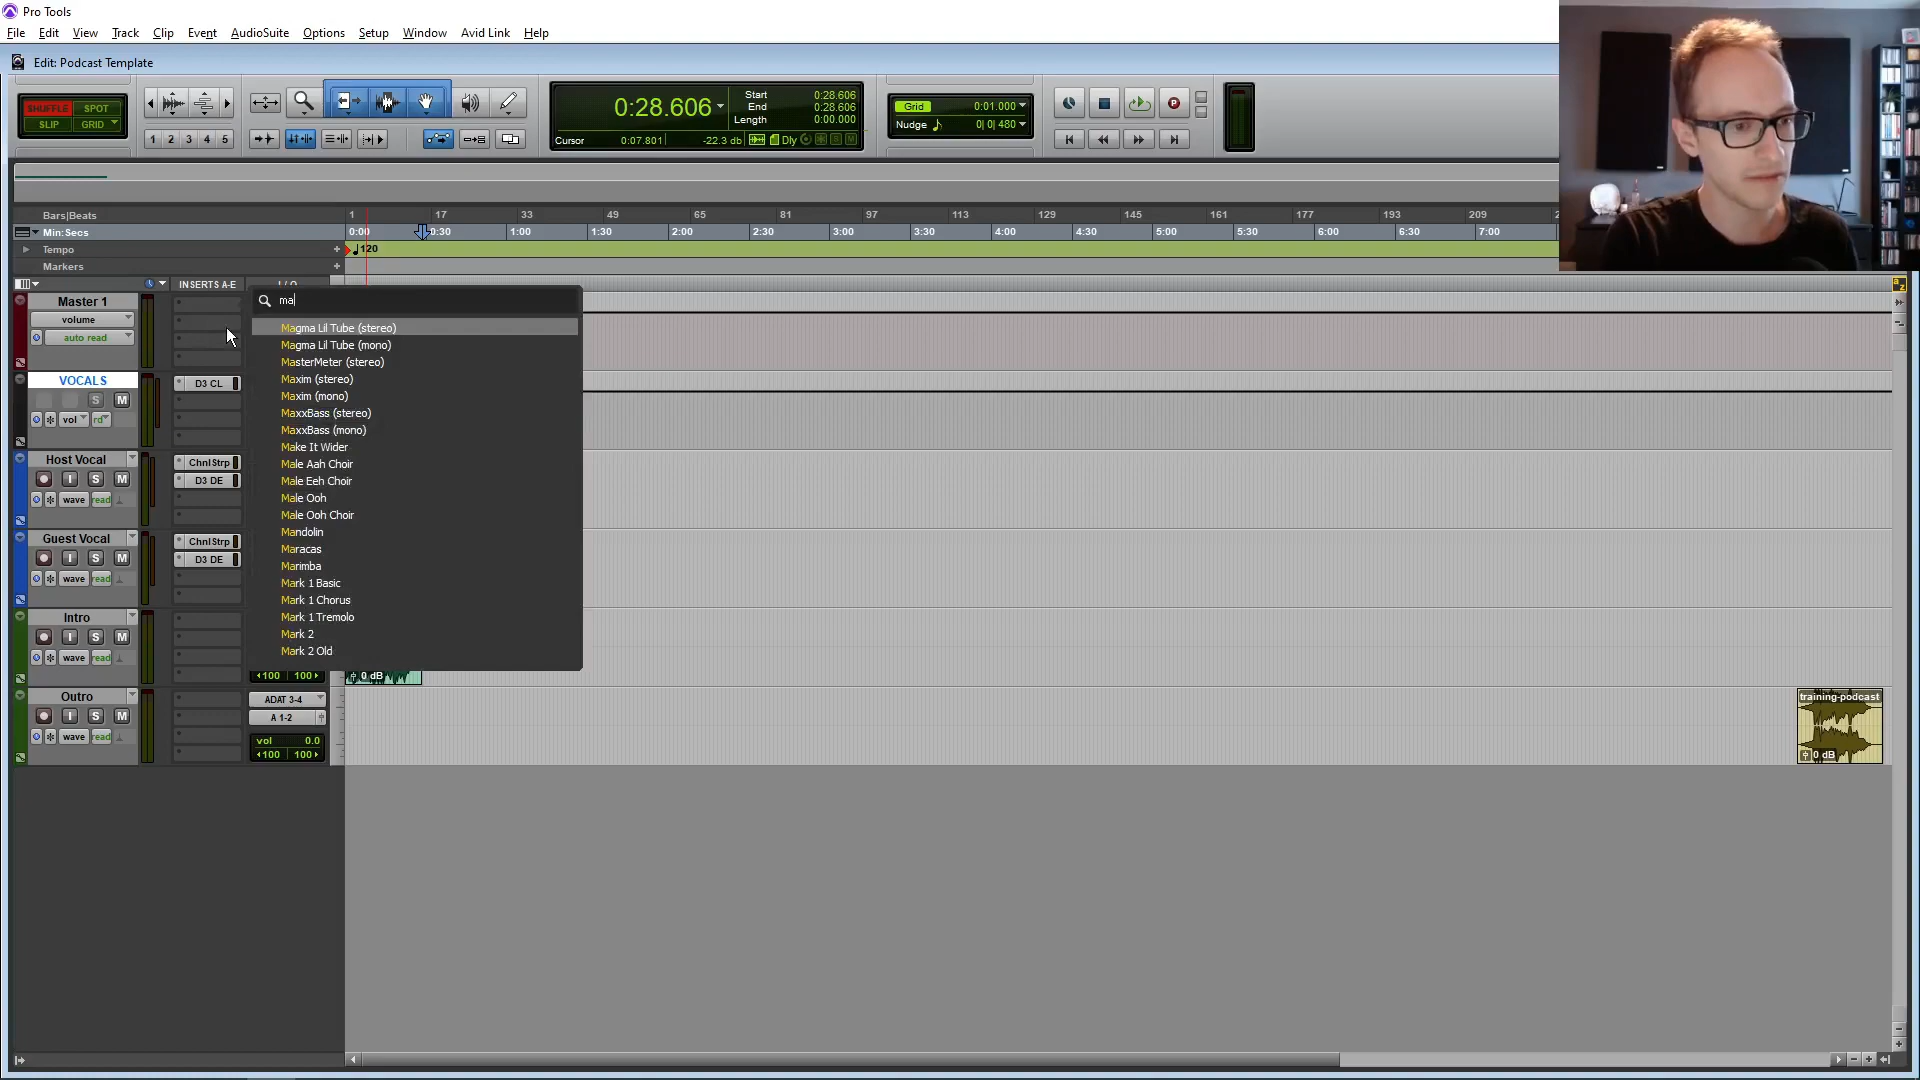 Pro Tools
File Edit View Track Clip Event AudioSuite Options Setup Window Avid Link Help
Edit: Podcast Template
SHUFFLE SPOT
SLIP GRID
1 2 3 4 5
0:28.606
Start 0:28.606
End 0:28.606
Length 0:00.000
Cursor 0:07.801 -22.3 db Dly
Grid 0:01.000
Nudge 0| 0| 480
Bars|Beats 1 17 33 49 65 81 97 113 129 145 161 177 193 209
Min:Secs 0:00 0:30 1:00 1:30 2:00 2:30 3:00 3:30 4:00 4:30 5:00 5:30 6:00 6:30 7:00
Tempo 120
Markers
INSERTS A-E
Master 1
volume
auto read
ma
Magma Lil Tube (stereo)
Magma Lil Tube (mono)
MasterMeter (stereo)
Maxim (stereo)
Maxim (mono)
MaxxBass (stereo)
MaxxBass (mono)
Make It Wider
Male Aah Choir
Male Eeh Choir
Male Ooh
Male Ooh Choir
Mandolin
Maracas
Marimba
Mark 1 Basic
Mark 1 Chorus
Mark 1 Tremolo
Mark 2
Mark 2 Old
VOCALS
D3 CL
S M
vol rd
Host Vocal
ChnlStrp
I S M
D3 DE
wave read
Guest Vocal
ChnlStrp
I S M
D3 DE
wave read
Intro
I S M
wave read
100 100
0 dB
Outro
I S M
wave read
ADAT 3-4
A 1-2
vol 0.0
100 100
training-podcast
0 dB